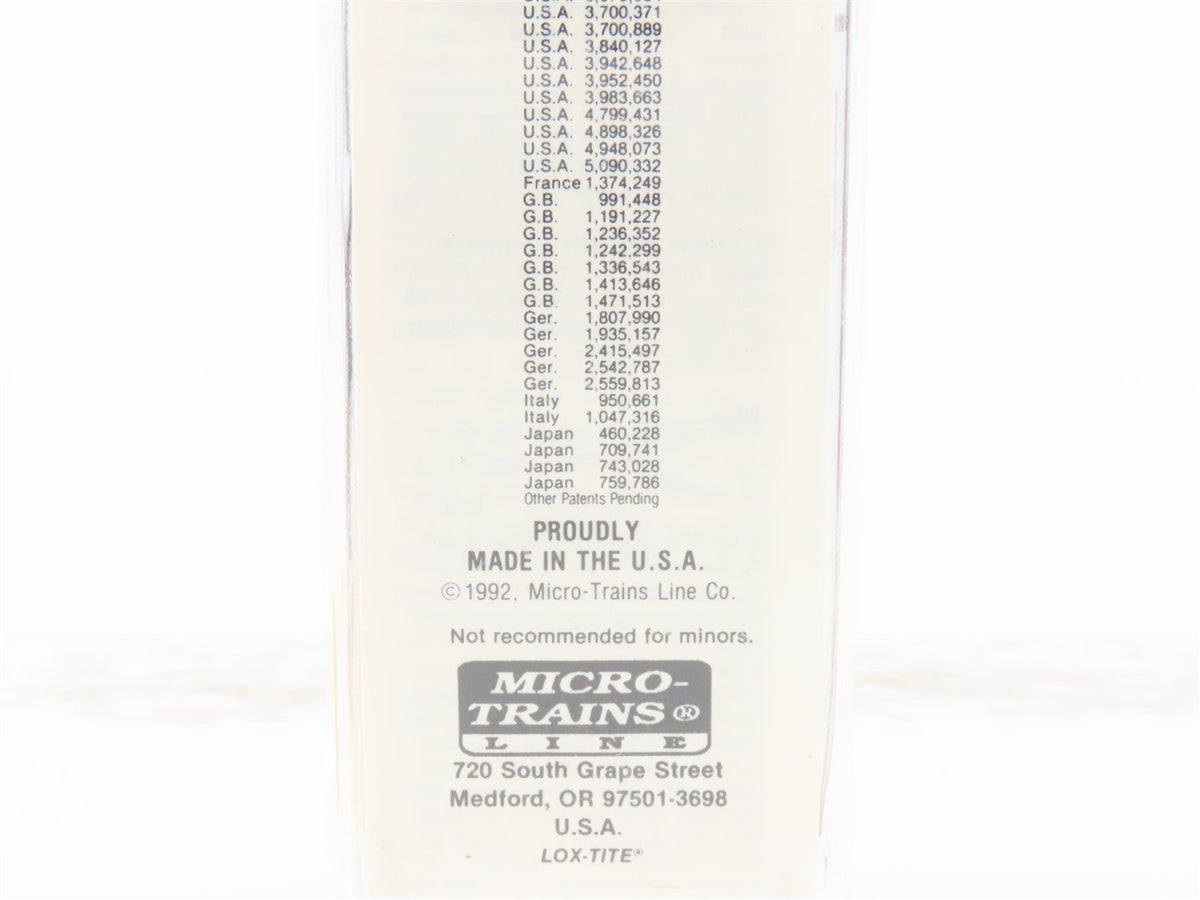 U.S.A. 3,700,371
U.S.A. 3,700,889
U.S.A. 3,840,127
U.S.A. 3,942,648
U.S.A. 3,952,450
U.S.A. 3,983,663
U.S.A. 4,799,431
U.S.A. 4,898,326
U.S.A. 4,948,073
U.S.A. 5,090,332
France 1,374,249
G.B. 991,448
G.B. 1,191,227
G.B. 1,236,352
G.B. 1,242,299
G.B. 1,336,543
G.B. 1,413,646
G.B. 1,471,513
Ger. 1,807,990
Ger. 1,935,157
Ger. 2,415,497
Ger. 2,542,787
Ger. 2,559,813
Italy 950,661
Italy 1,047,316
Japan 460,228
Japan 709,741
Japan 743,028
Japan 759,786
Other Patents Pending
PROUDLY
MADE IN THE U.S.A.
©1992, Micro-Trains Line Co.
Not recommended for minors.
MICRO-
TRAINS®
LINE
720 South Grape Street
Medford, OR 97501-3698
U.S.A.
LOX-TITE®